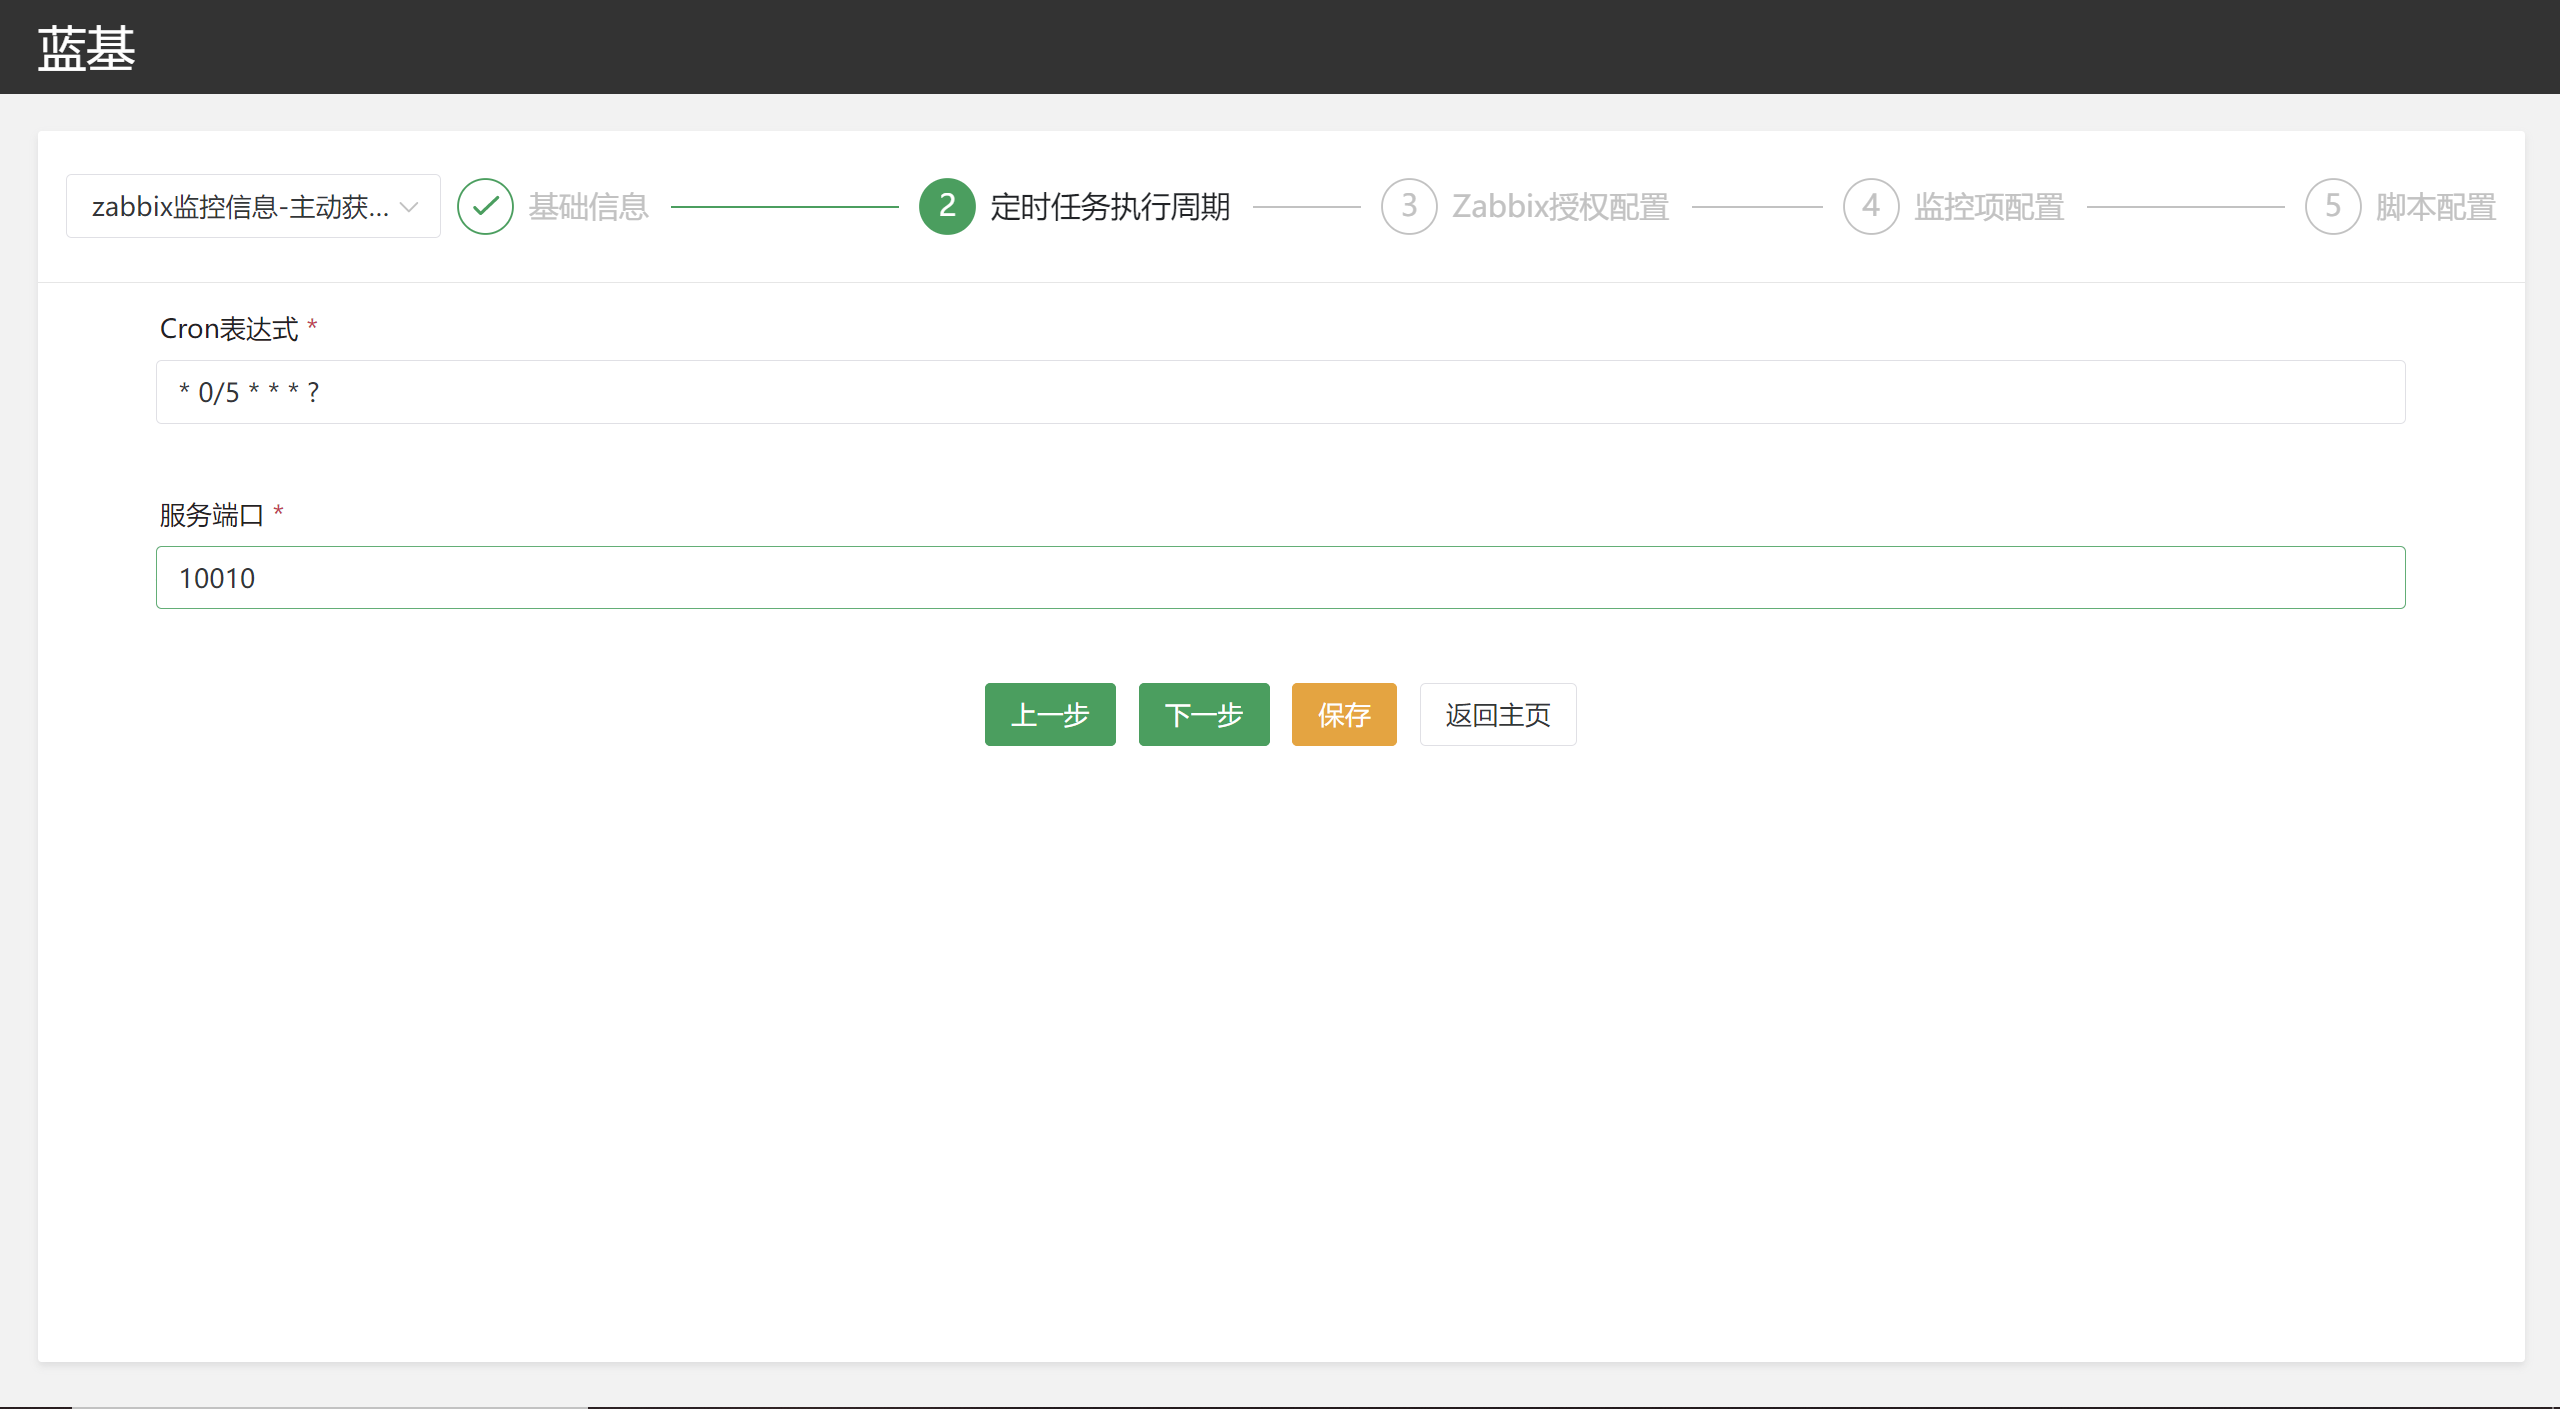 蓝基
zabbix监控信息-主动获...
基础信息
2 定时任务执行周期
3 Zabbix授权配置
4 监控项配置
5 脚本配置
Cron表达式 *
* 0/5 * * * ?
服务端口 *
10010
上一步 下一步 保存 返回主页